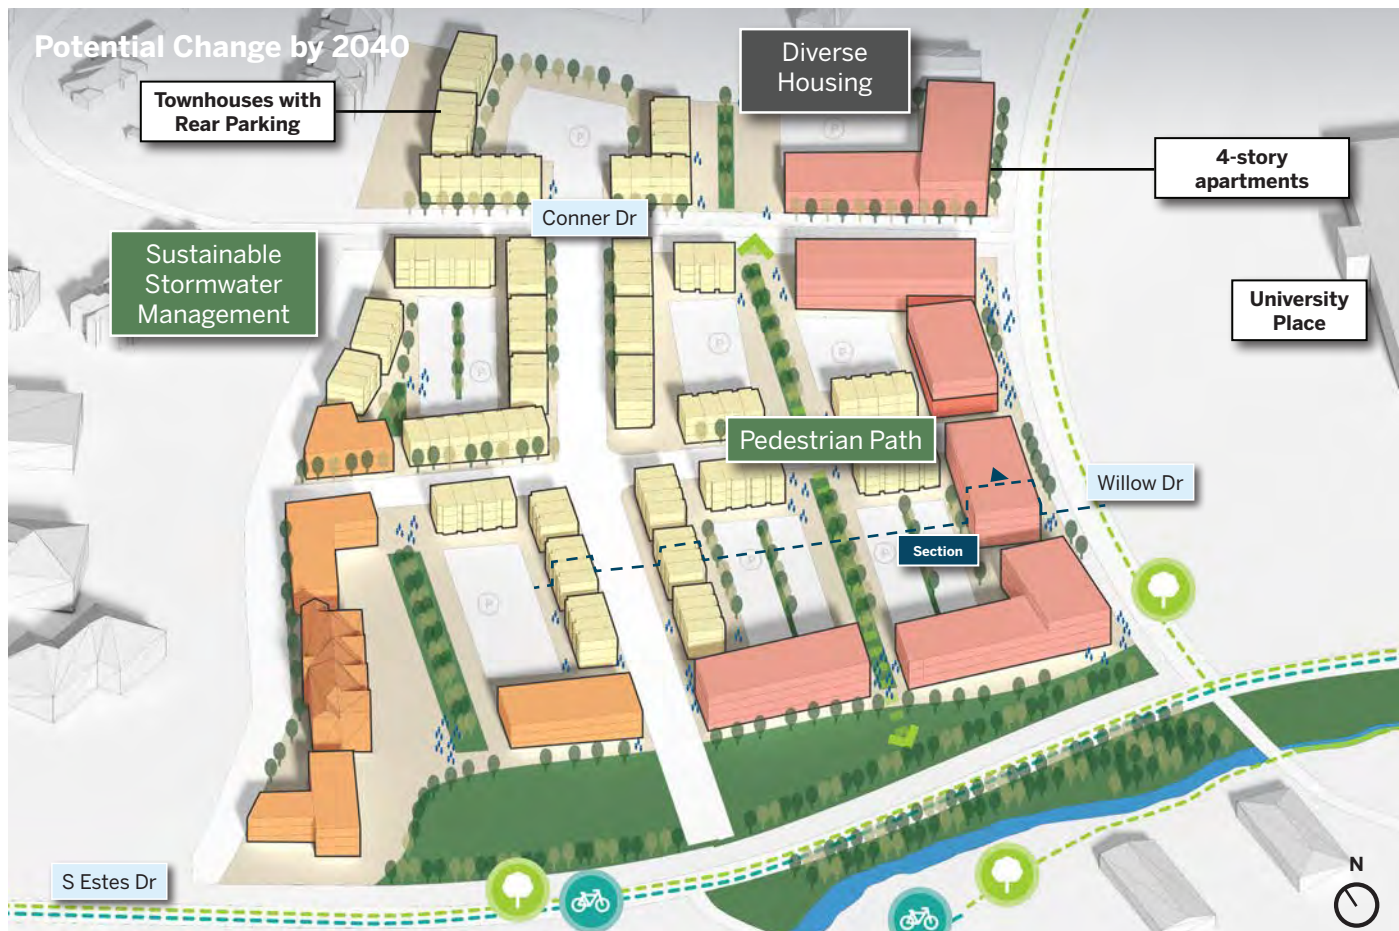 Potential Change by 2040
Diverse
Housing
Townhouses with
Rear Parking
P
P
4-story
apartments
Conner Dr
Sustainable
Stormwater
Management
University
Place
P
P
P
Pedestrian Path
Willow Dr
Section
P
P
P
S Estes Dr
N